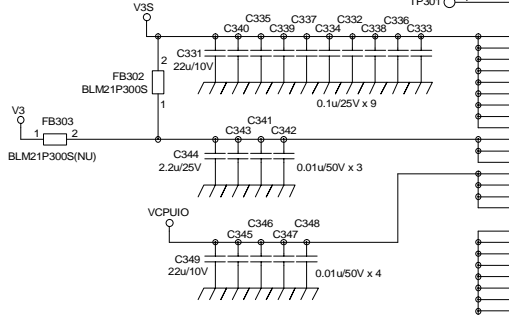 TP301
V3S
C335 C337 C332 C336
C340 C339 C334 C338 C333
C331
22u/10V
2
FB302
BLM21P300S
1
0.1u/25V x 9
V3
FB303
1 2
BLM21P300S(NU)
C341
C343 C342
C344
2.2u/25V
0.01u/50V x 3
VCPUIO
C346 C348
C345 C347
C349
22u/10V
0.01u/50V x 4